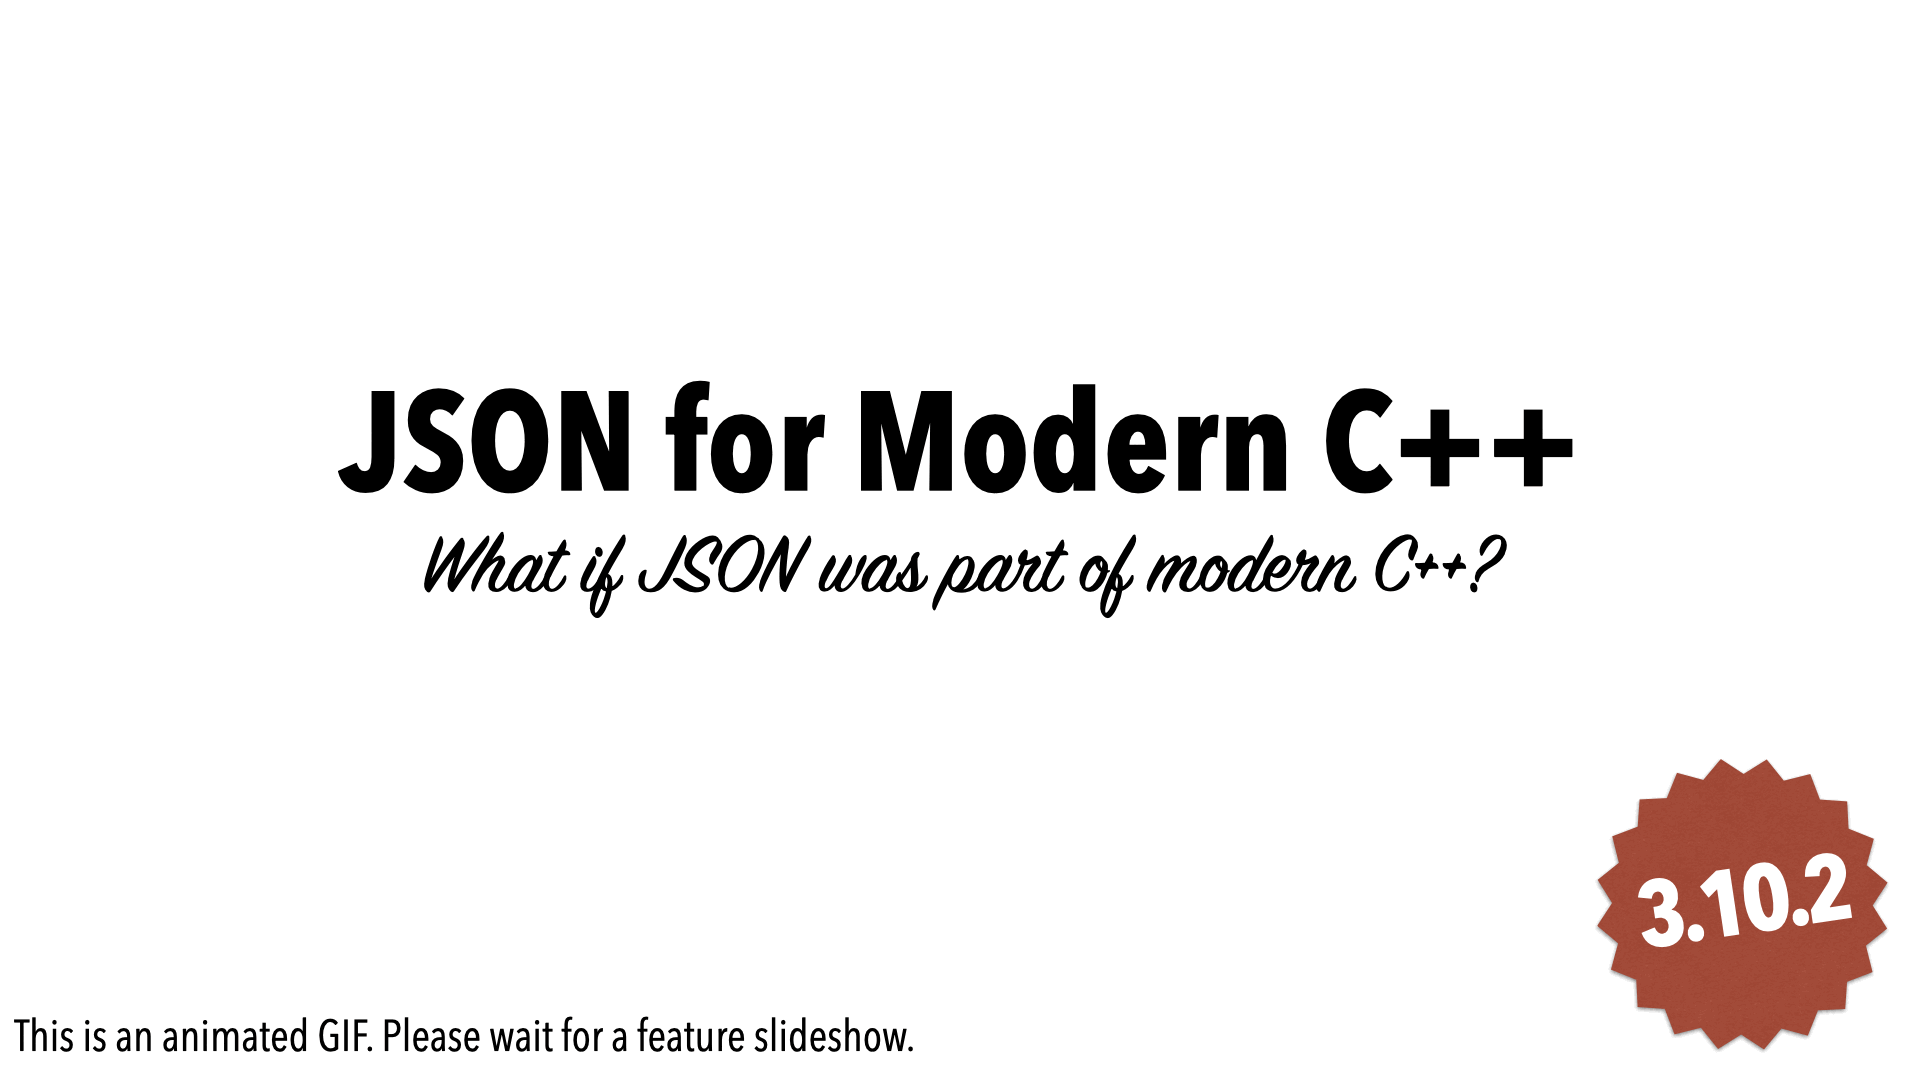 JSON for Modern C++
What if JSON was part of modern C++?
3.10.2
This is an animated GIF. Please wait for a feature slideshow.